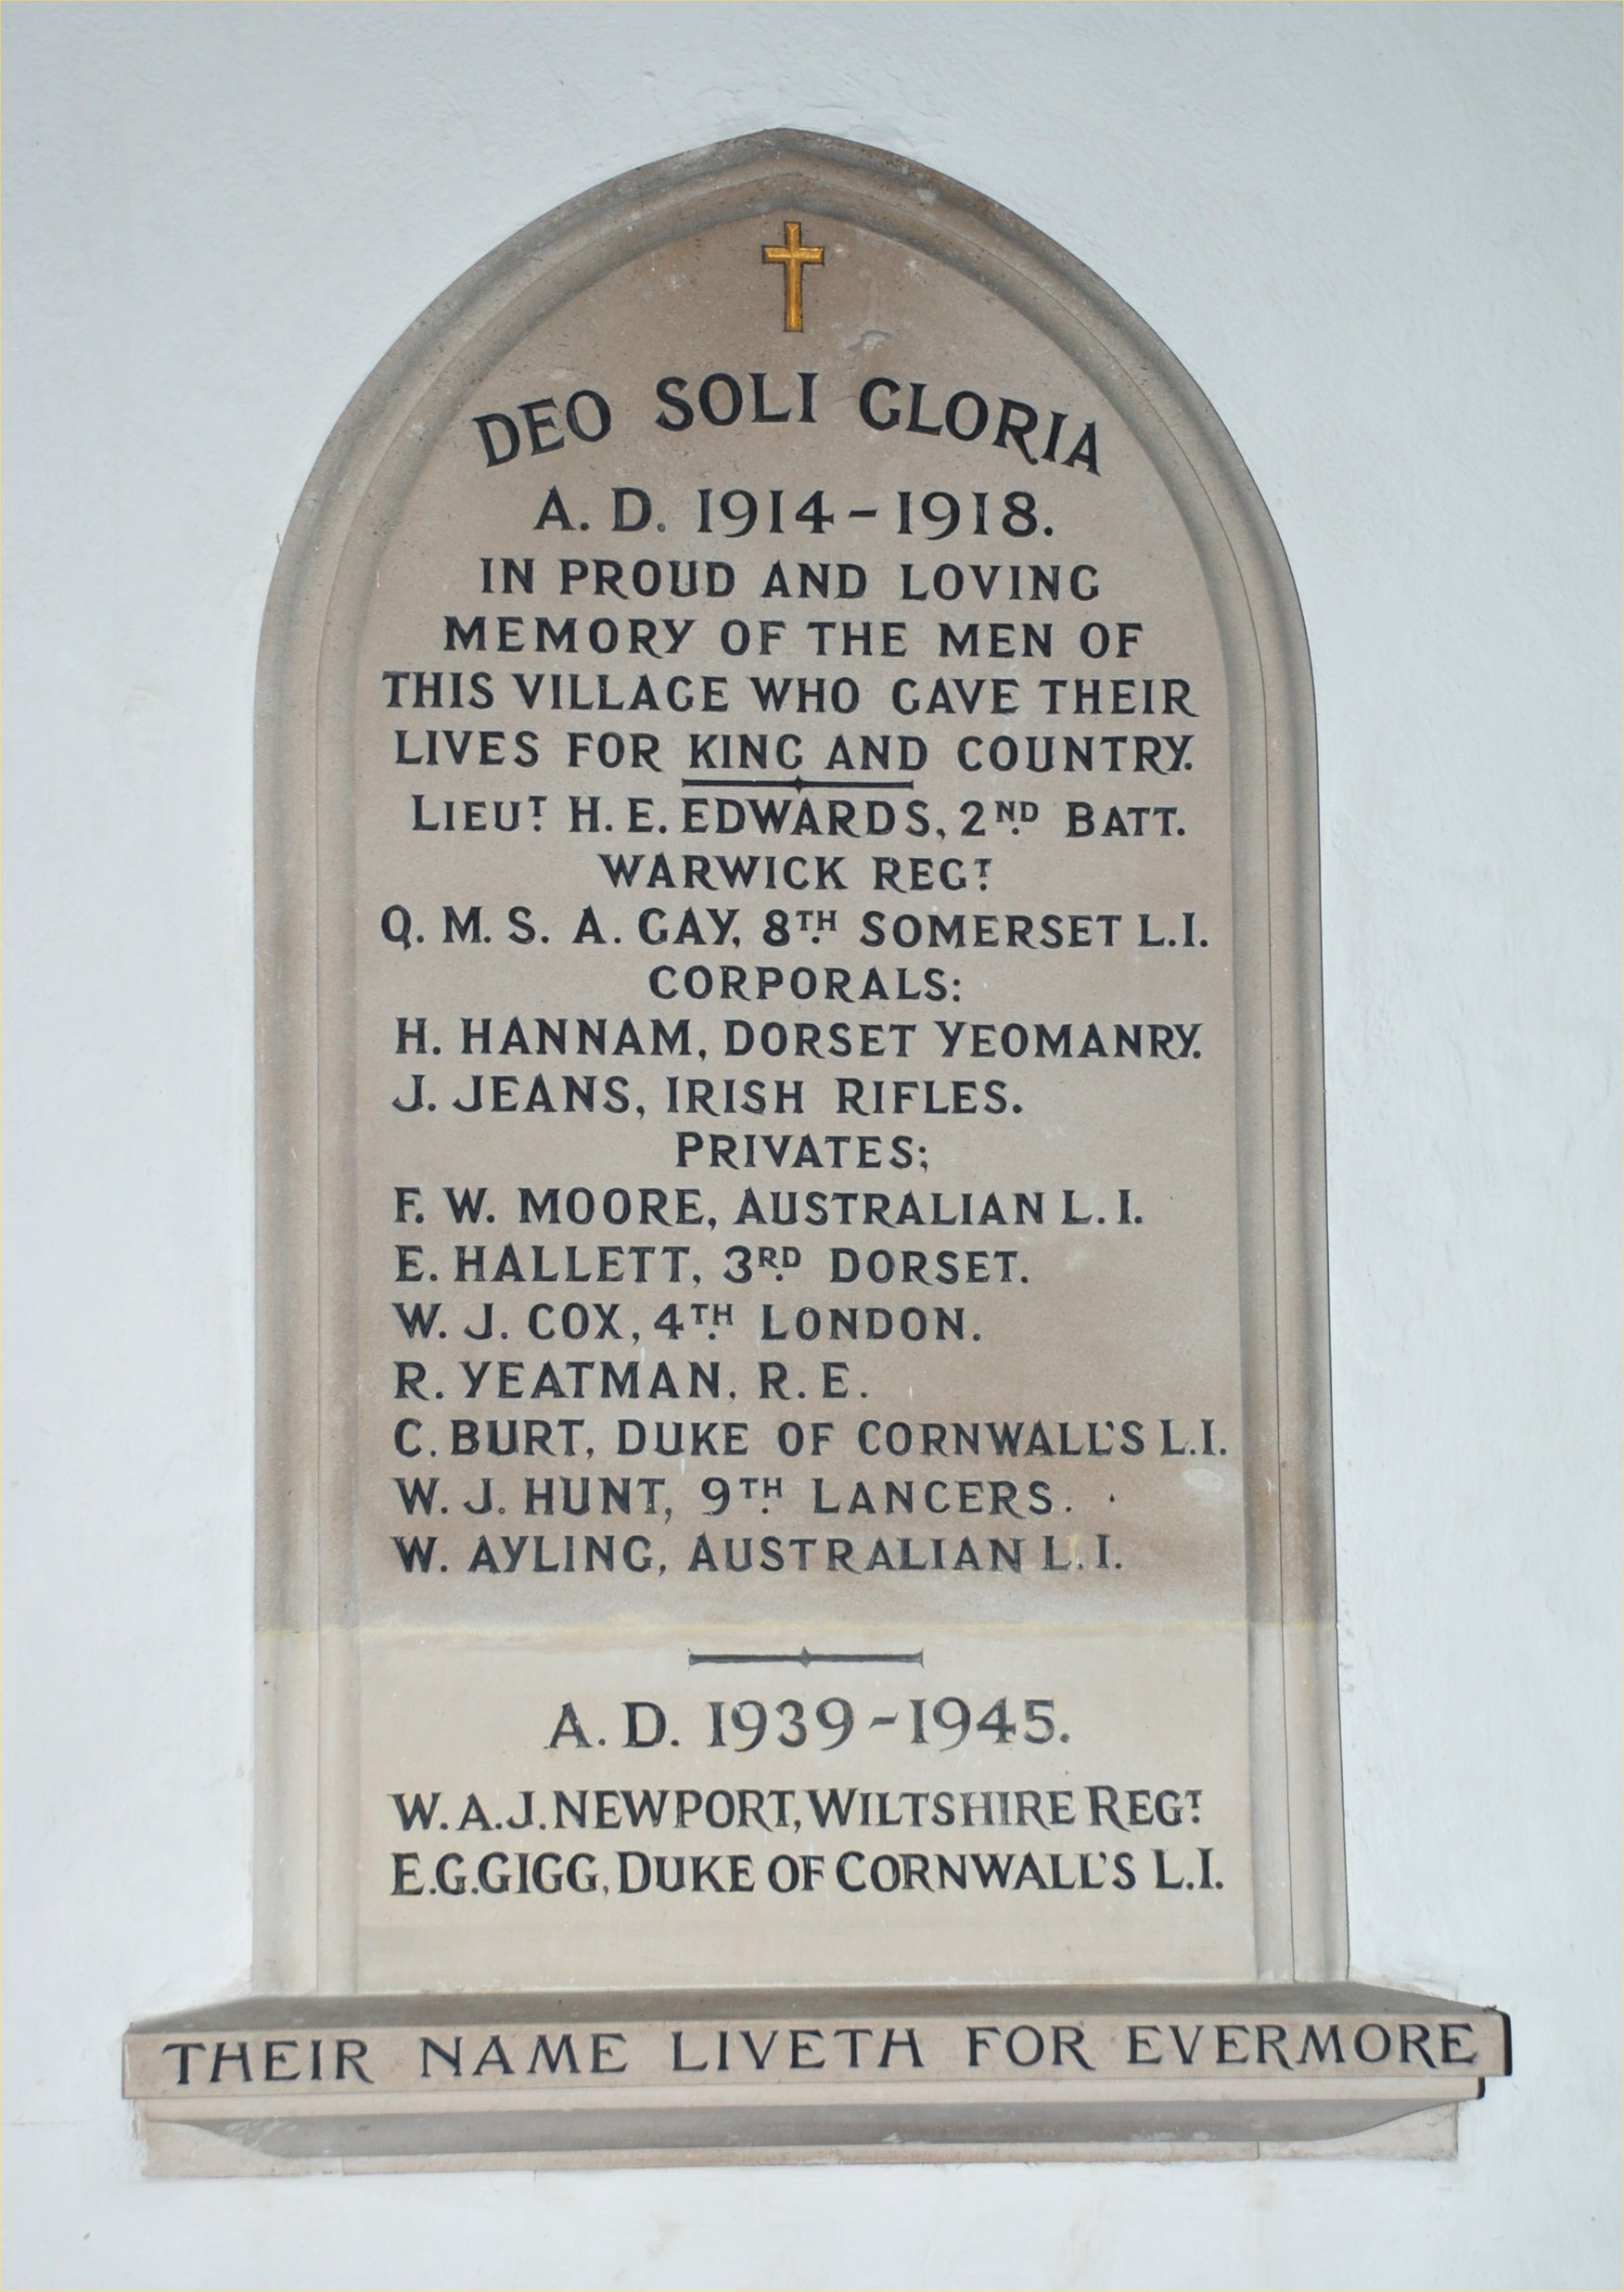 DEO SOLI GLORIA
A. D. 1914-1918.
IN PROUD AND LOVING
MEMORY OF THE MEN OF
THIS VILLAGE WHO GAVE THEIR
LIVES FOR KING AND COUNTRY.
LIEUT. H. E. EDWARDS, 2ND BATT.
WARWICK REGT.
Q. M. S. A. GAY, 8TH SOMERSET L.I.
CORPORALS:
H. HANNAM, DORSET YEOMANRY.
J. JEANS, IRISH RIFLES.
PRIVATES;
F. W. MOORE, AUSTRALIAN L. I.
E. HALLETT, 3RD DORSET.
W. J. COX, 4TH LONDON.
R. YEATMAN. R. E.
C. BURT, DUKE OF CORNWALL'S L.I.
W. J. HUNT, 9TH LANCERS.
W. AYLING, AUSTRALIAN L. I.
A. D. 1939-1945.
W. A. J. NEWPORT, WILTSHIRE REGT.
E.G.GIGG, DUKE OF CORNWALL'S L.I.
THEIR NAME LIVETH FOR EVERMORE